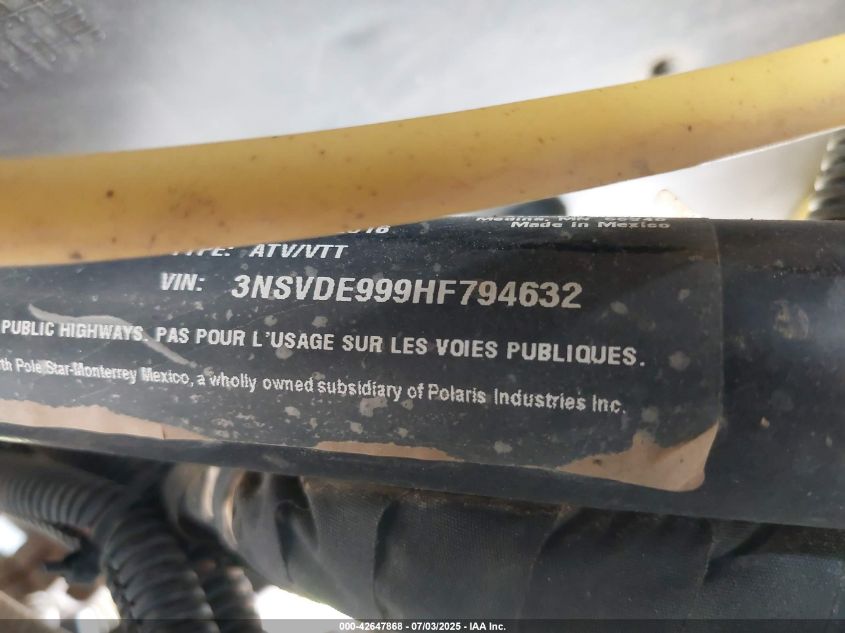 Made in Mexico
TYPE: ATV/VTT
VIN: 3NSVDE999HF794632
PUBLIC HIGHWAYS. PAS POUR L'USAGE SUR LES VOIES PUBLIQUES.
Pole Star-Monterrey Mexico, a wholly owned subsidiary of Polaris Industries Inc.
000-42647868 - 07/03/2025 - IAA Inc.